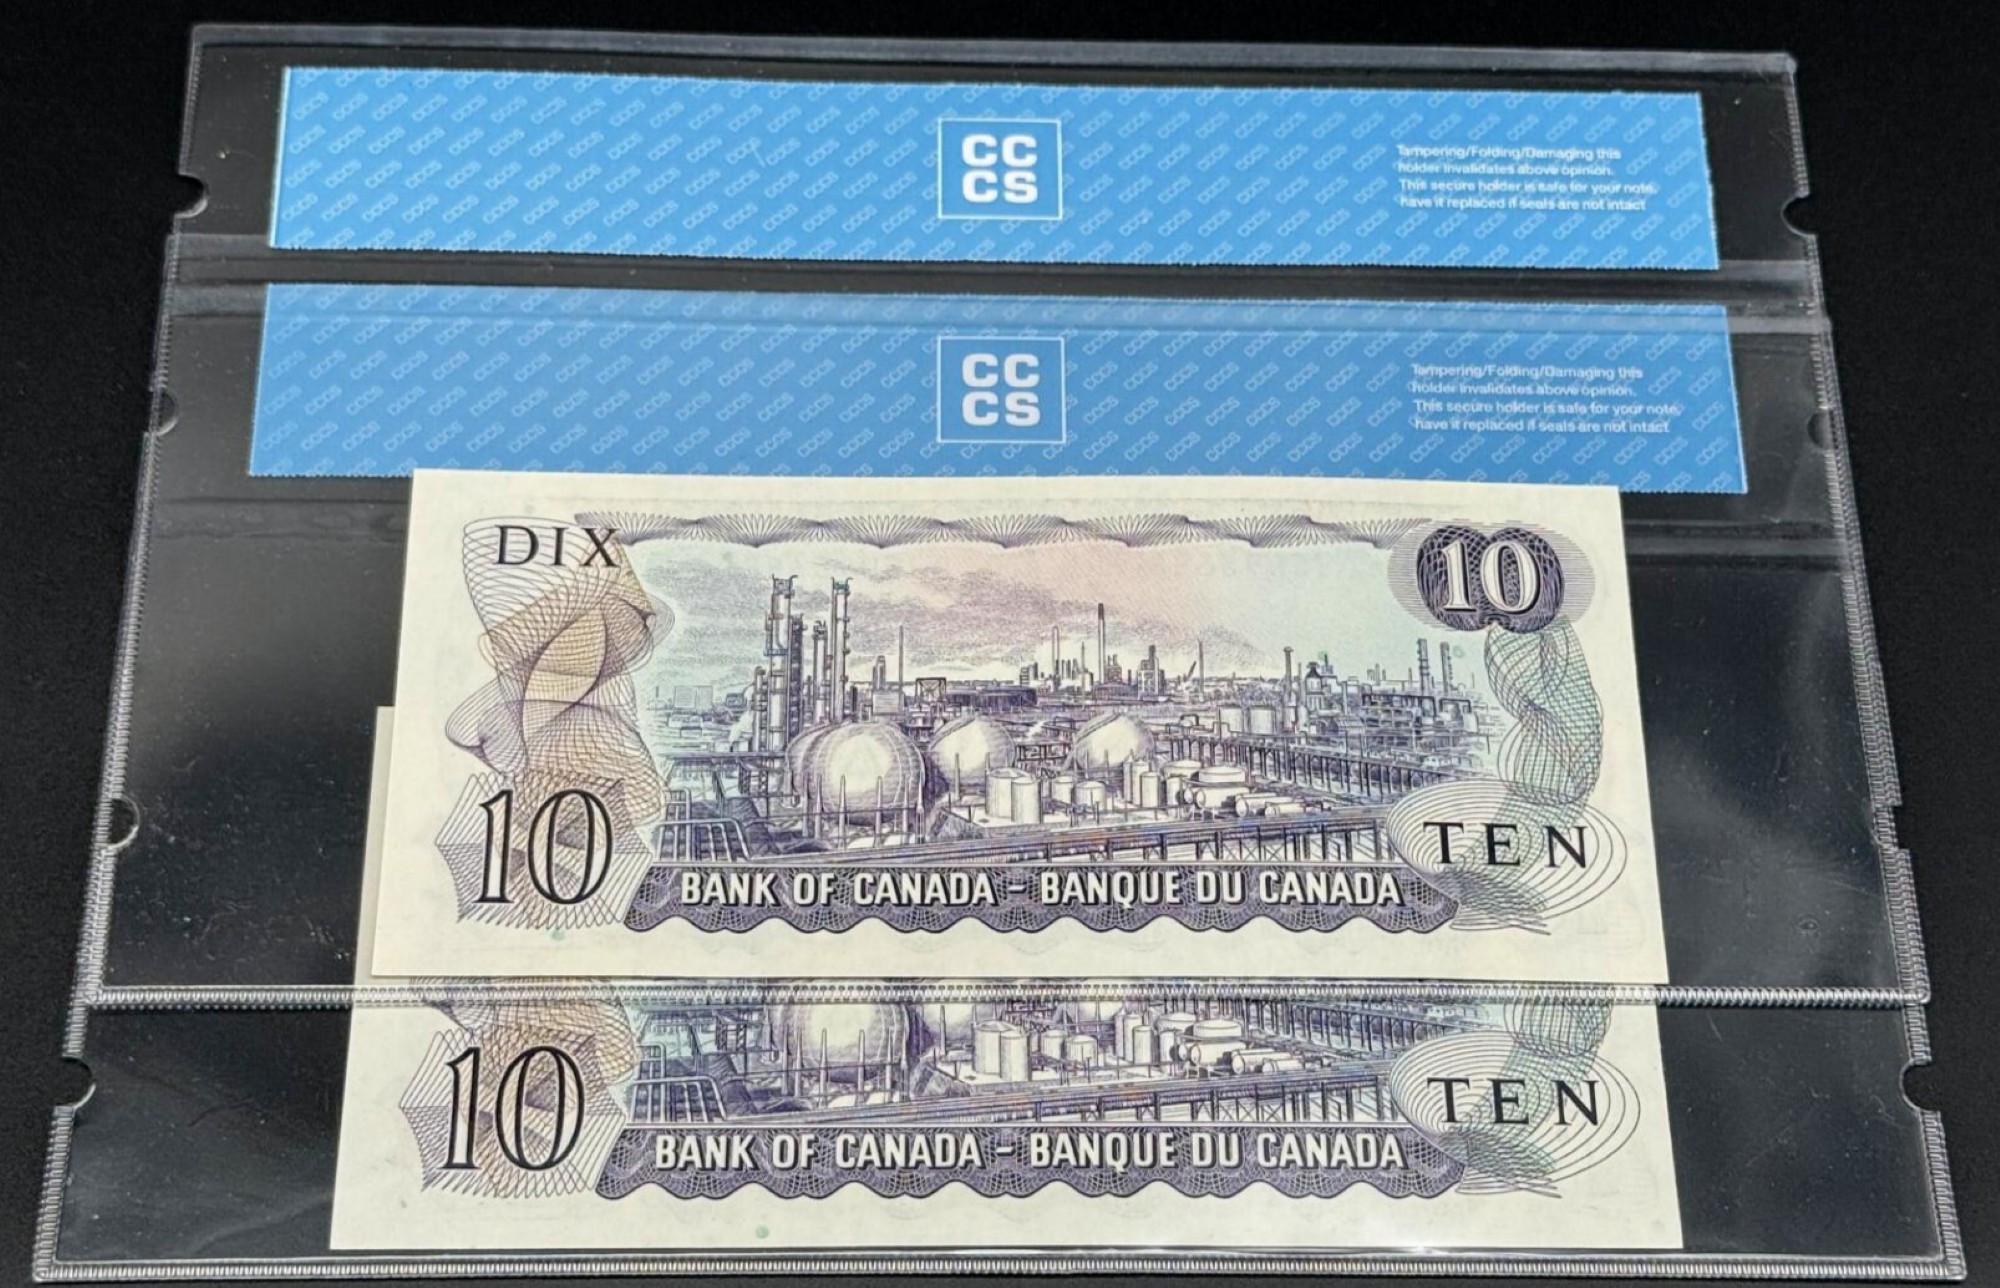 CC
CS
Tampering/Folding/Damaging this
holder invalidates above opinion.
This secure holder is safe for your note,
have it replaced if seals are not intact
CC
CS
Tampering/Folding/Damaging this
holder invalidates above opinion.
This secure holder is safe for your note,
have it replaced if seals are not intact
DIX
10
10
TEN
BANK OF CANADA - BANQUE DU CANADA
10
TEN
BANK OF CANADA - BANQUE DU CANADA